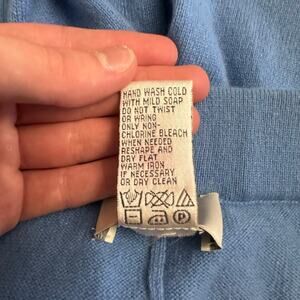 HAND WASH COLD
WITH MILD SOAP
DO NOT TWIST
OR WRING
ONLY NON-
CHLORINE BLEACH
WHEN NEEDED
RESHAPE AND
DRY FLAT
WARM IRON
IF NECESSARY
OR DRY CLEAN
P